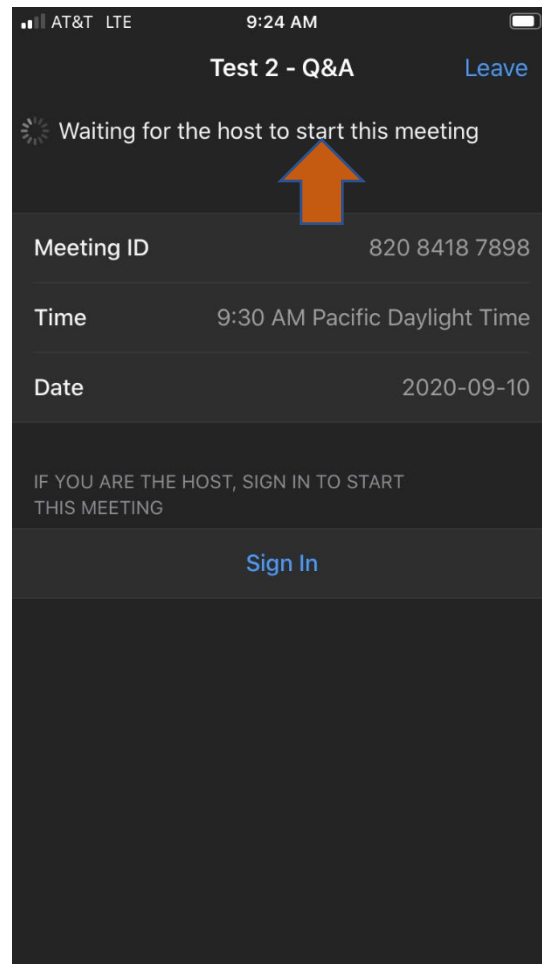 AT&T LTE 9:24 AM
Test 2 - Q&A Leave
Waiting for the host to start this meeting
Meeting ID 820 8418 7898
Time 9:30 AM Pacific Daylight Time
Date 2020-09-10
IF YOU ARE THE HOST, SIGN IN TO START
THIS MEETING
Sign In